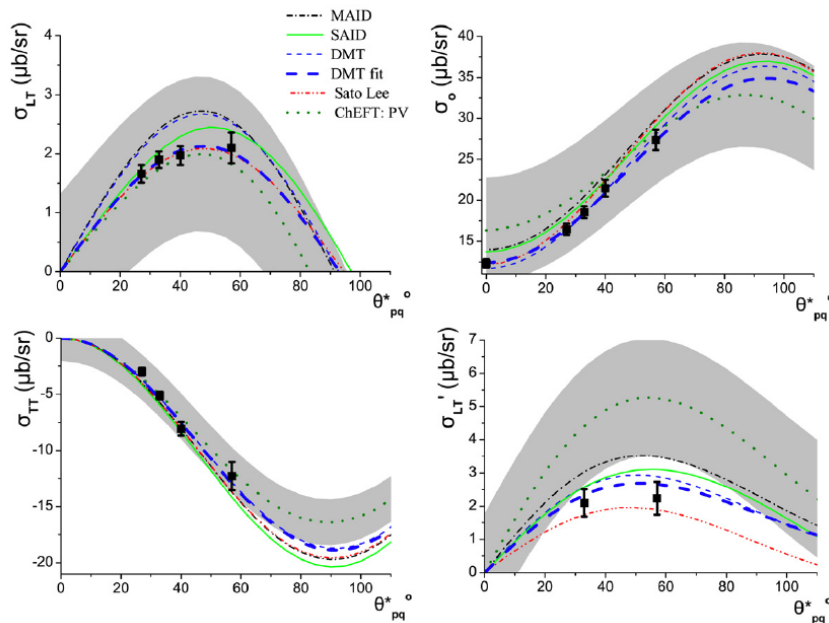 σLT (μb/sr)
4
3
2
1
0
0 20 40 60 80 100
θ*pq °
MAID
SAID
DMT
DMT fit
Sato Lee
ChEFT: PV
σo (μb/sr)
40
35
30
25
20
15
0 20 40 60 80 100
θ*pq °
σTT (μb/sr)
0
-5
-10
-15
-20
0 20 40 60 80 100
θ*pq °
σLT' (μb/sr)
7
6
5
4
3
2
1
0
0 20 40 60 80 100
θ*pq °